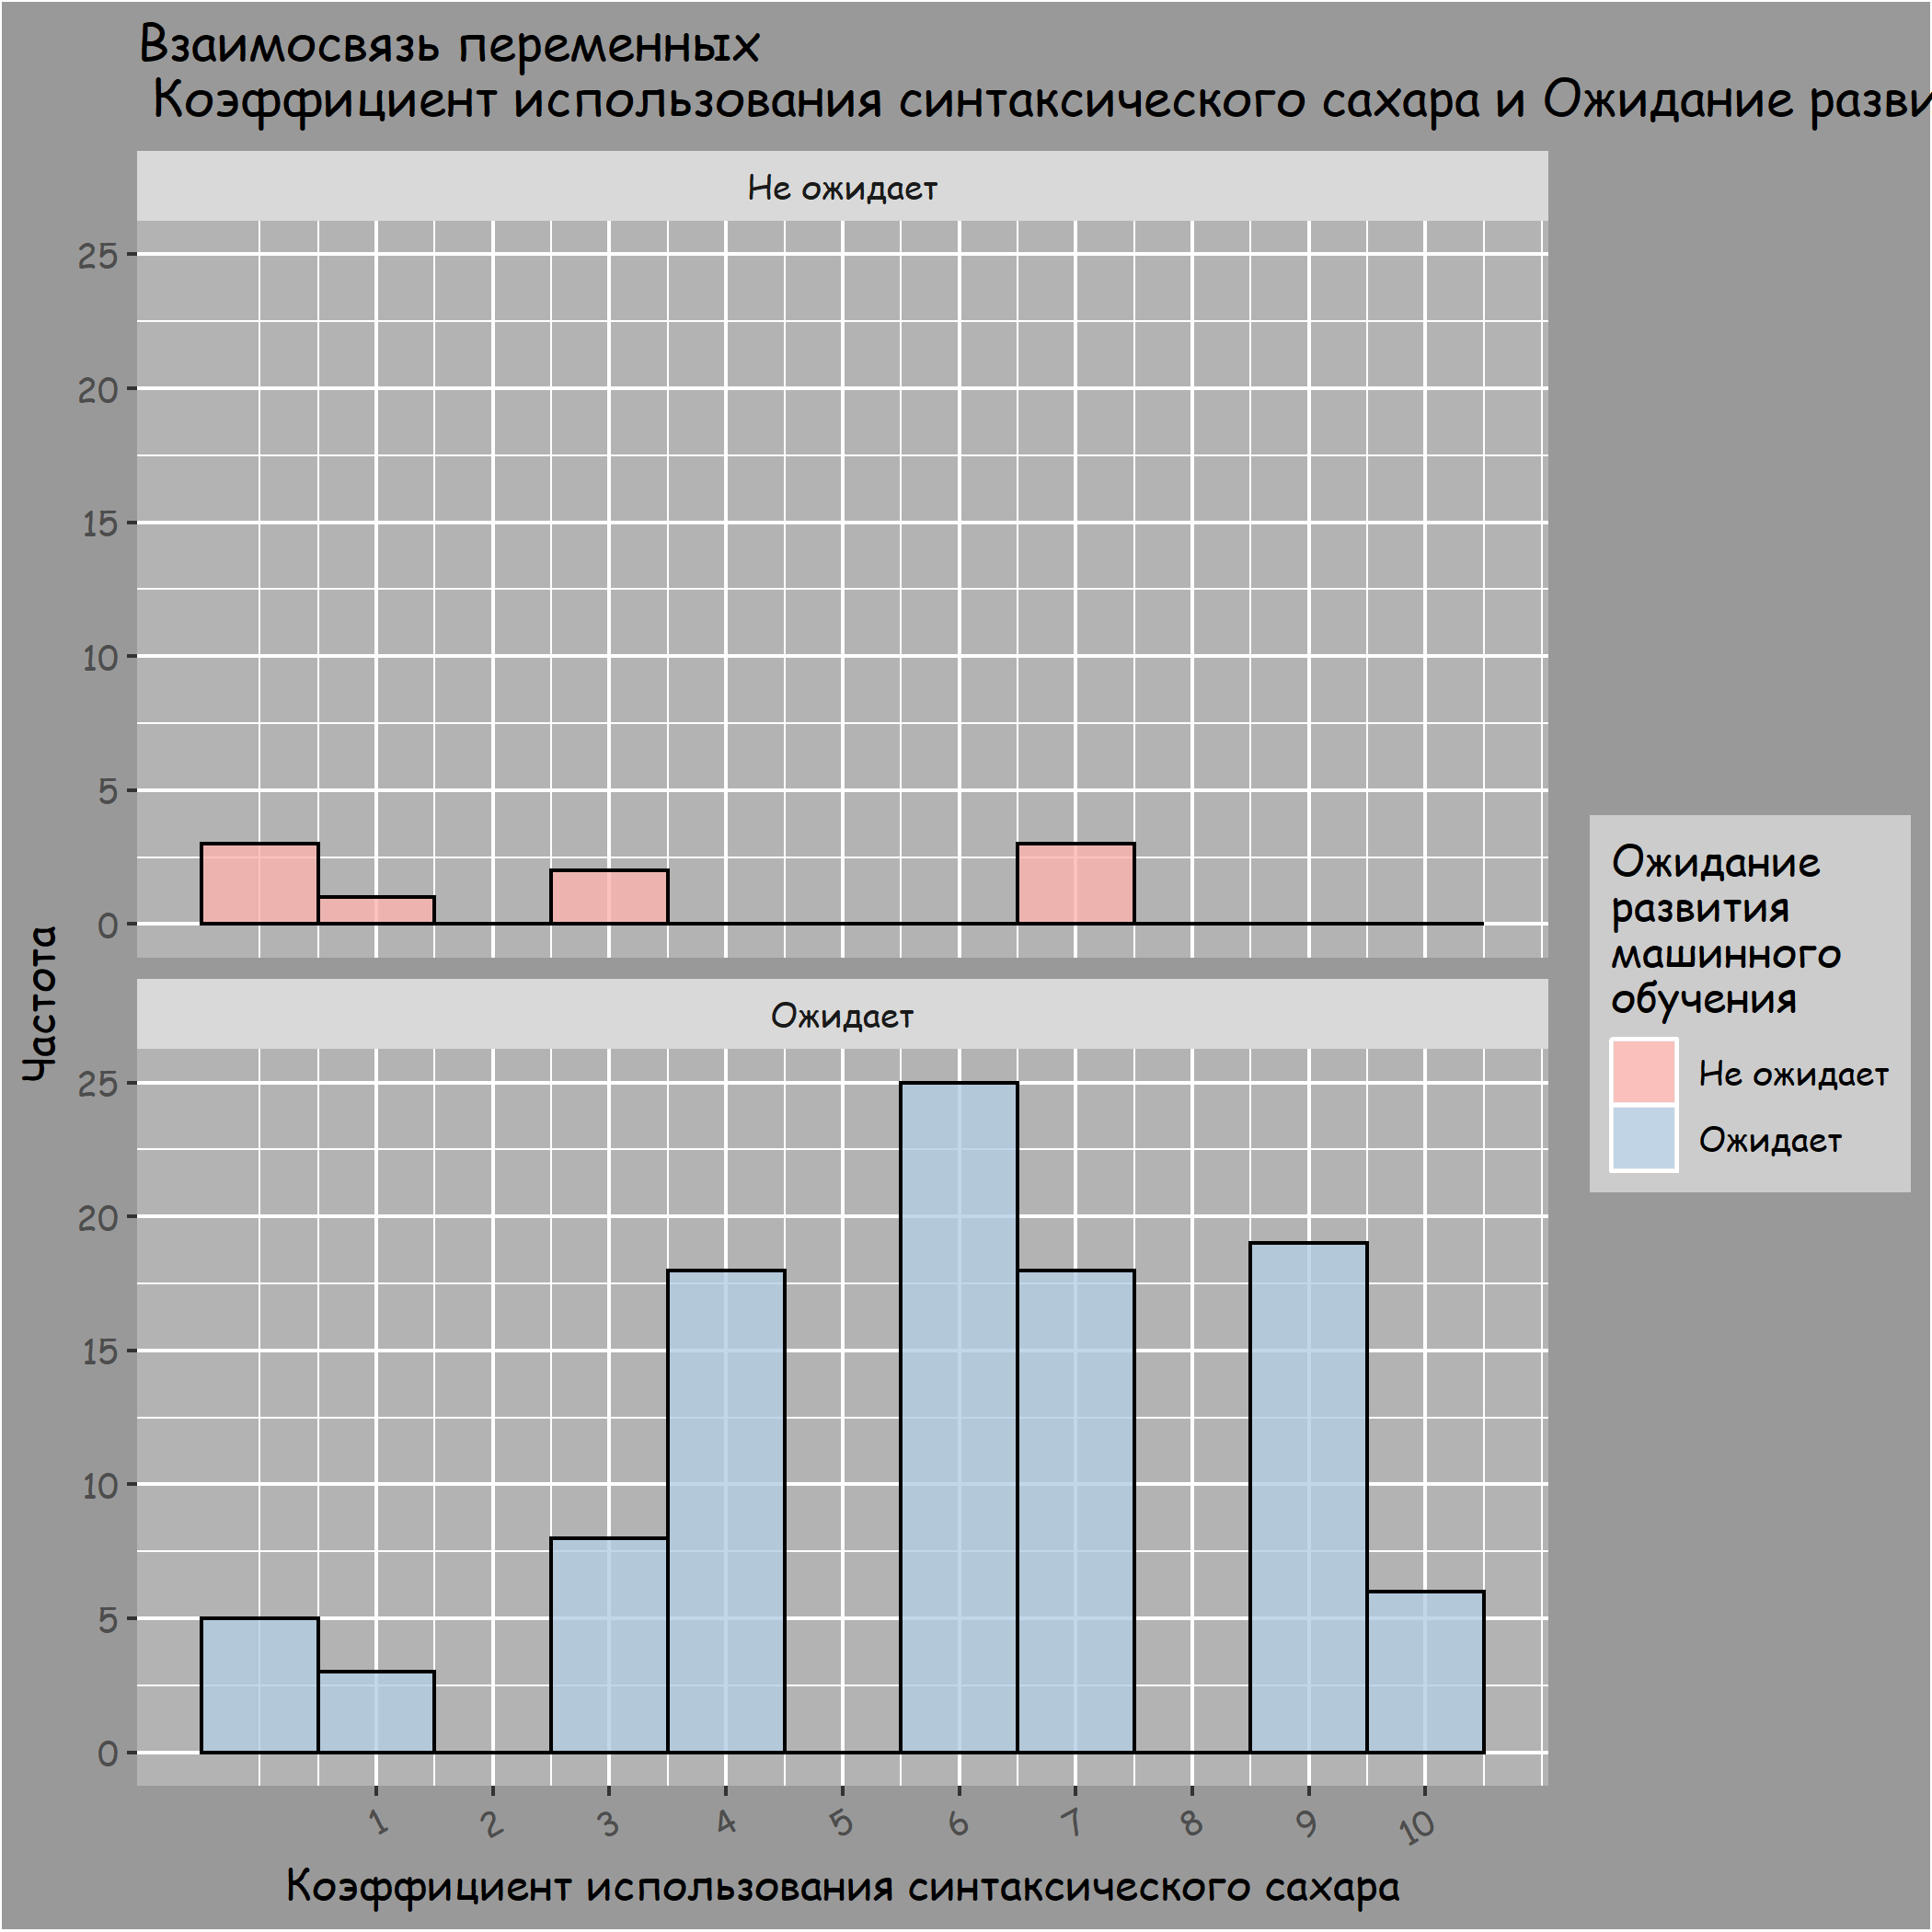 Взаимосвязь переменных
Коэффициент использования синтаксического сахара и Ожидание разви
Не ожидает
25
20
15
10
5
0
Частота
Ожидает
25
20
15
10
5
0
1 2 3 4 5 6 7 8 9 10
Коэффициент использования синтаксического сахара
Ожидание
развития
машинного
обучения
Не ожидает
Ожидает